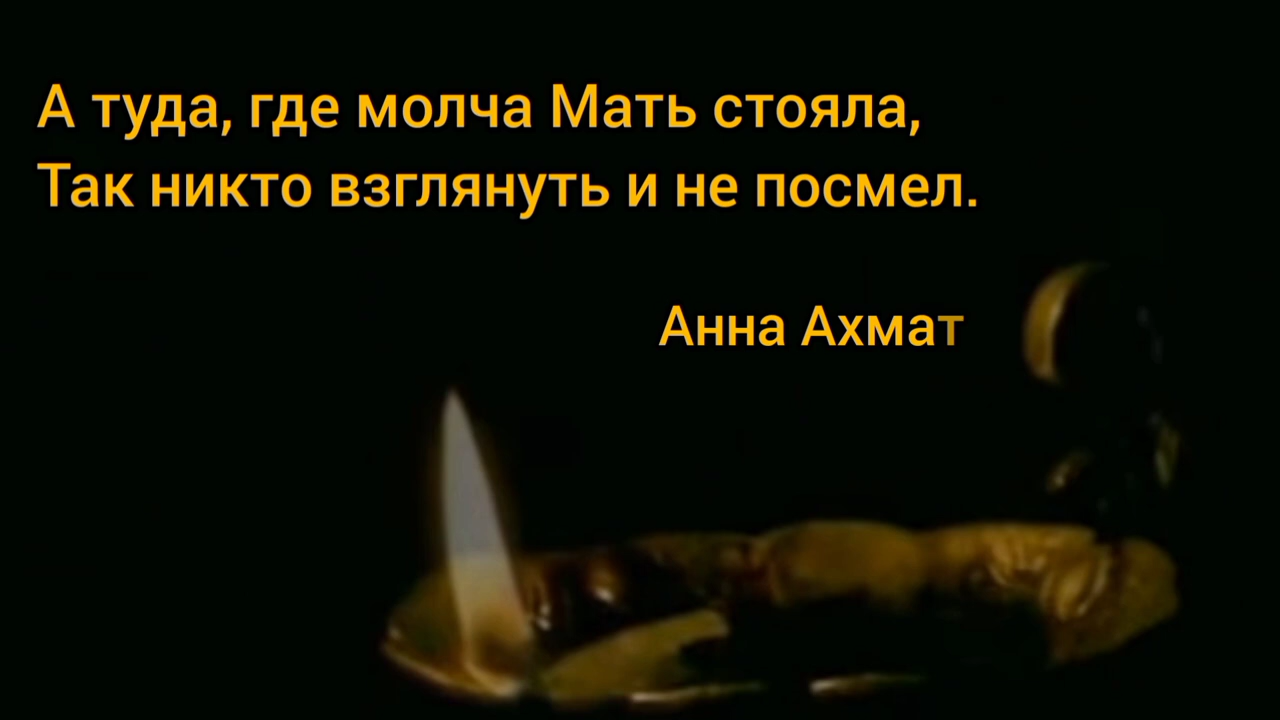 А туда, где молча Мать стояла,
Так никто взглянуть и не посмел.
Анна Ахмат